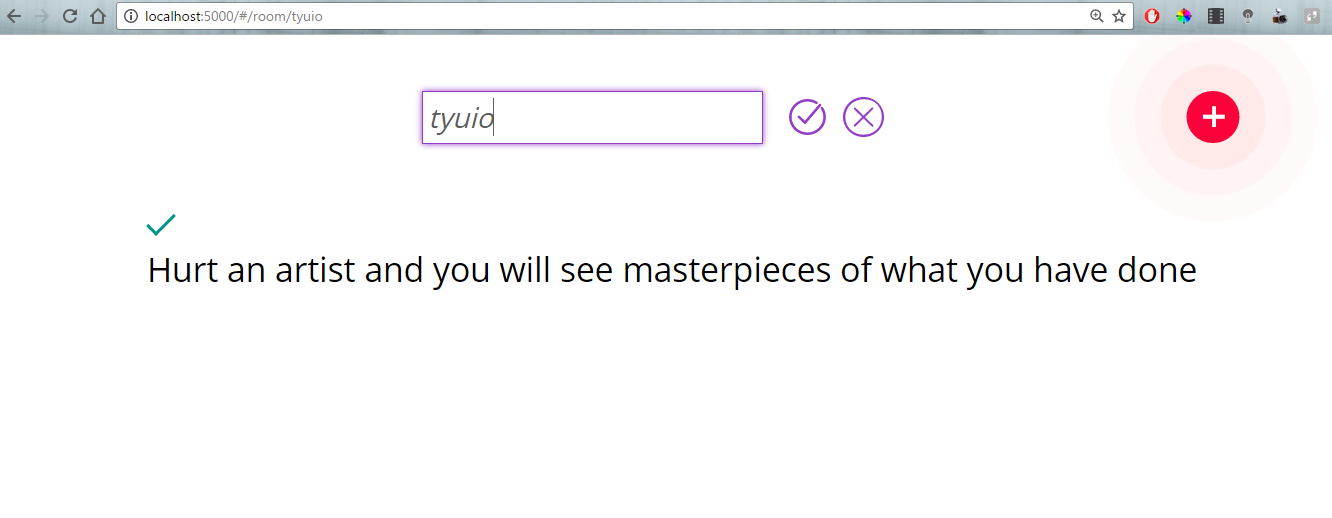 localhost:5000/#/room/tyuio
tyuio
Hurt an artist and you will see masterpieces of what you have done